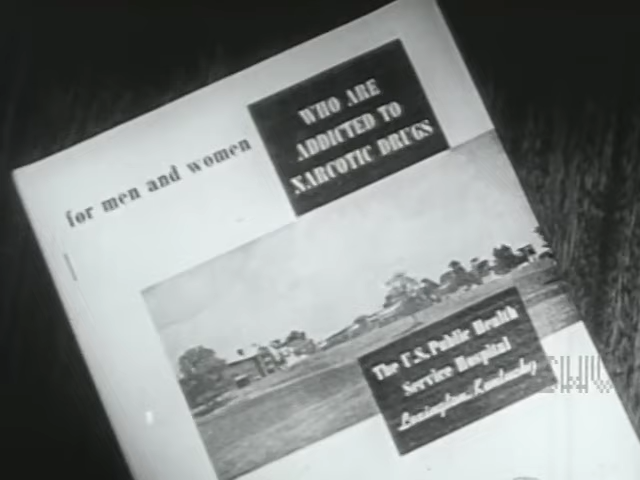 for men and women
WHO ARE
ADDICTED TO
NARCOTIC DRUGS
The U.S. Public Health
Service Hospital
Lexington, Kentucky